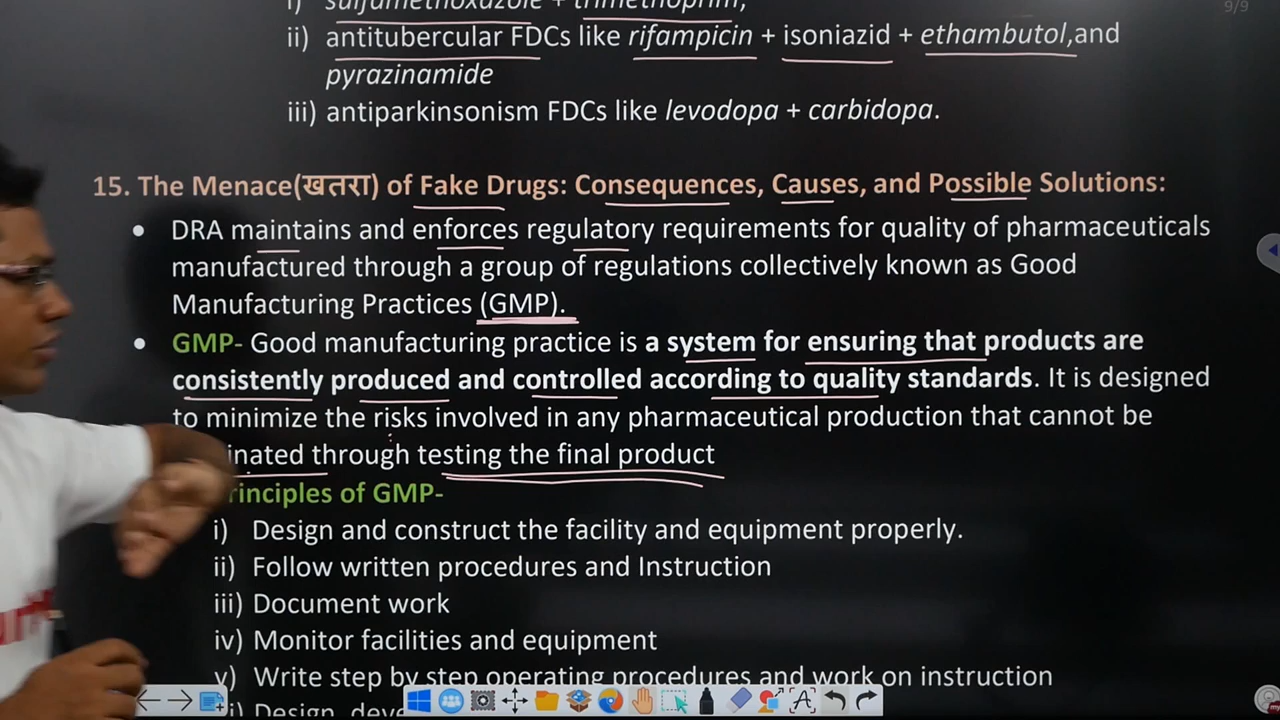 9/9
i) sulfamethoxazole + trimethoprim,
ii) antitubercular FDCs like rifampicin + isoniazid + ethambutol,and
pyrazinamide
iii) antiparkinsonism FDCs like levodopa + carbidopa.
15. The Menace(खतरा) of Fake Drugs: Consequences, Causes, and Possible Solutions:
• DRA maintains and enforces regulatory requirements for quality of pharmaceuticals
manufactured through a group of regulations collectively known as Good
Manufacturing Practices (GMP).
• GMP- Good manufacturing practice is a system for ensuring that products are
consistently produced and controlled according to quality standards. It is designed
to minimize the risks involved in any pharmaceutical production that cannot be
inated through testing the final product
rinciples of GMP-
i) Design and construct the facility and equipment properly.
ii) Follow written procedures and Instruction
iii) Document work
iv) Monitor facilities and equipment
v) Write step by step operating procedures and work on instruction
i) Design, deve